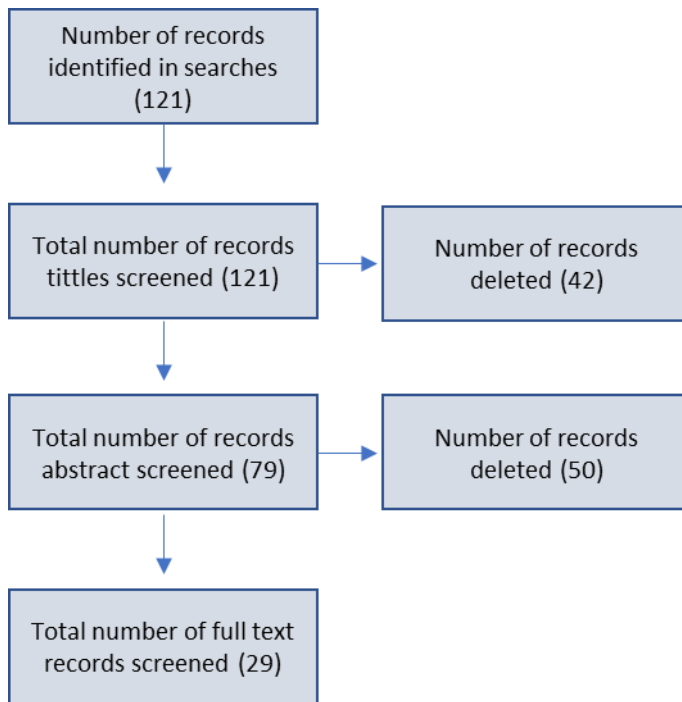 Number of records
identified in searches
(121)
Total number of records
tittles screened (121)
Number of records
deleted (42)
Total number of records
abstract screened (79)
Number of records
deleted (50)
Total number of full text
records screened (29)